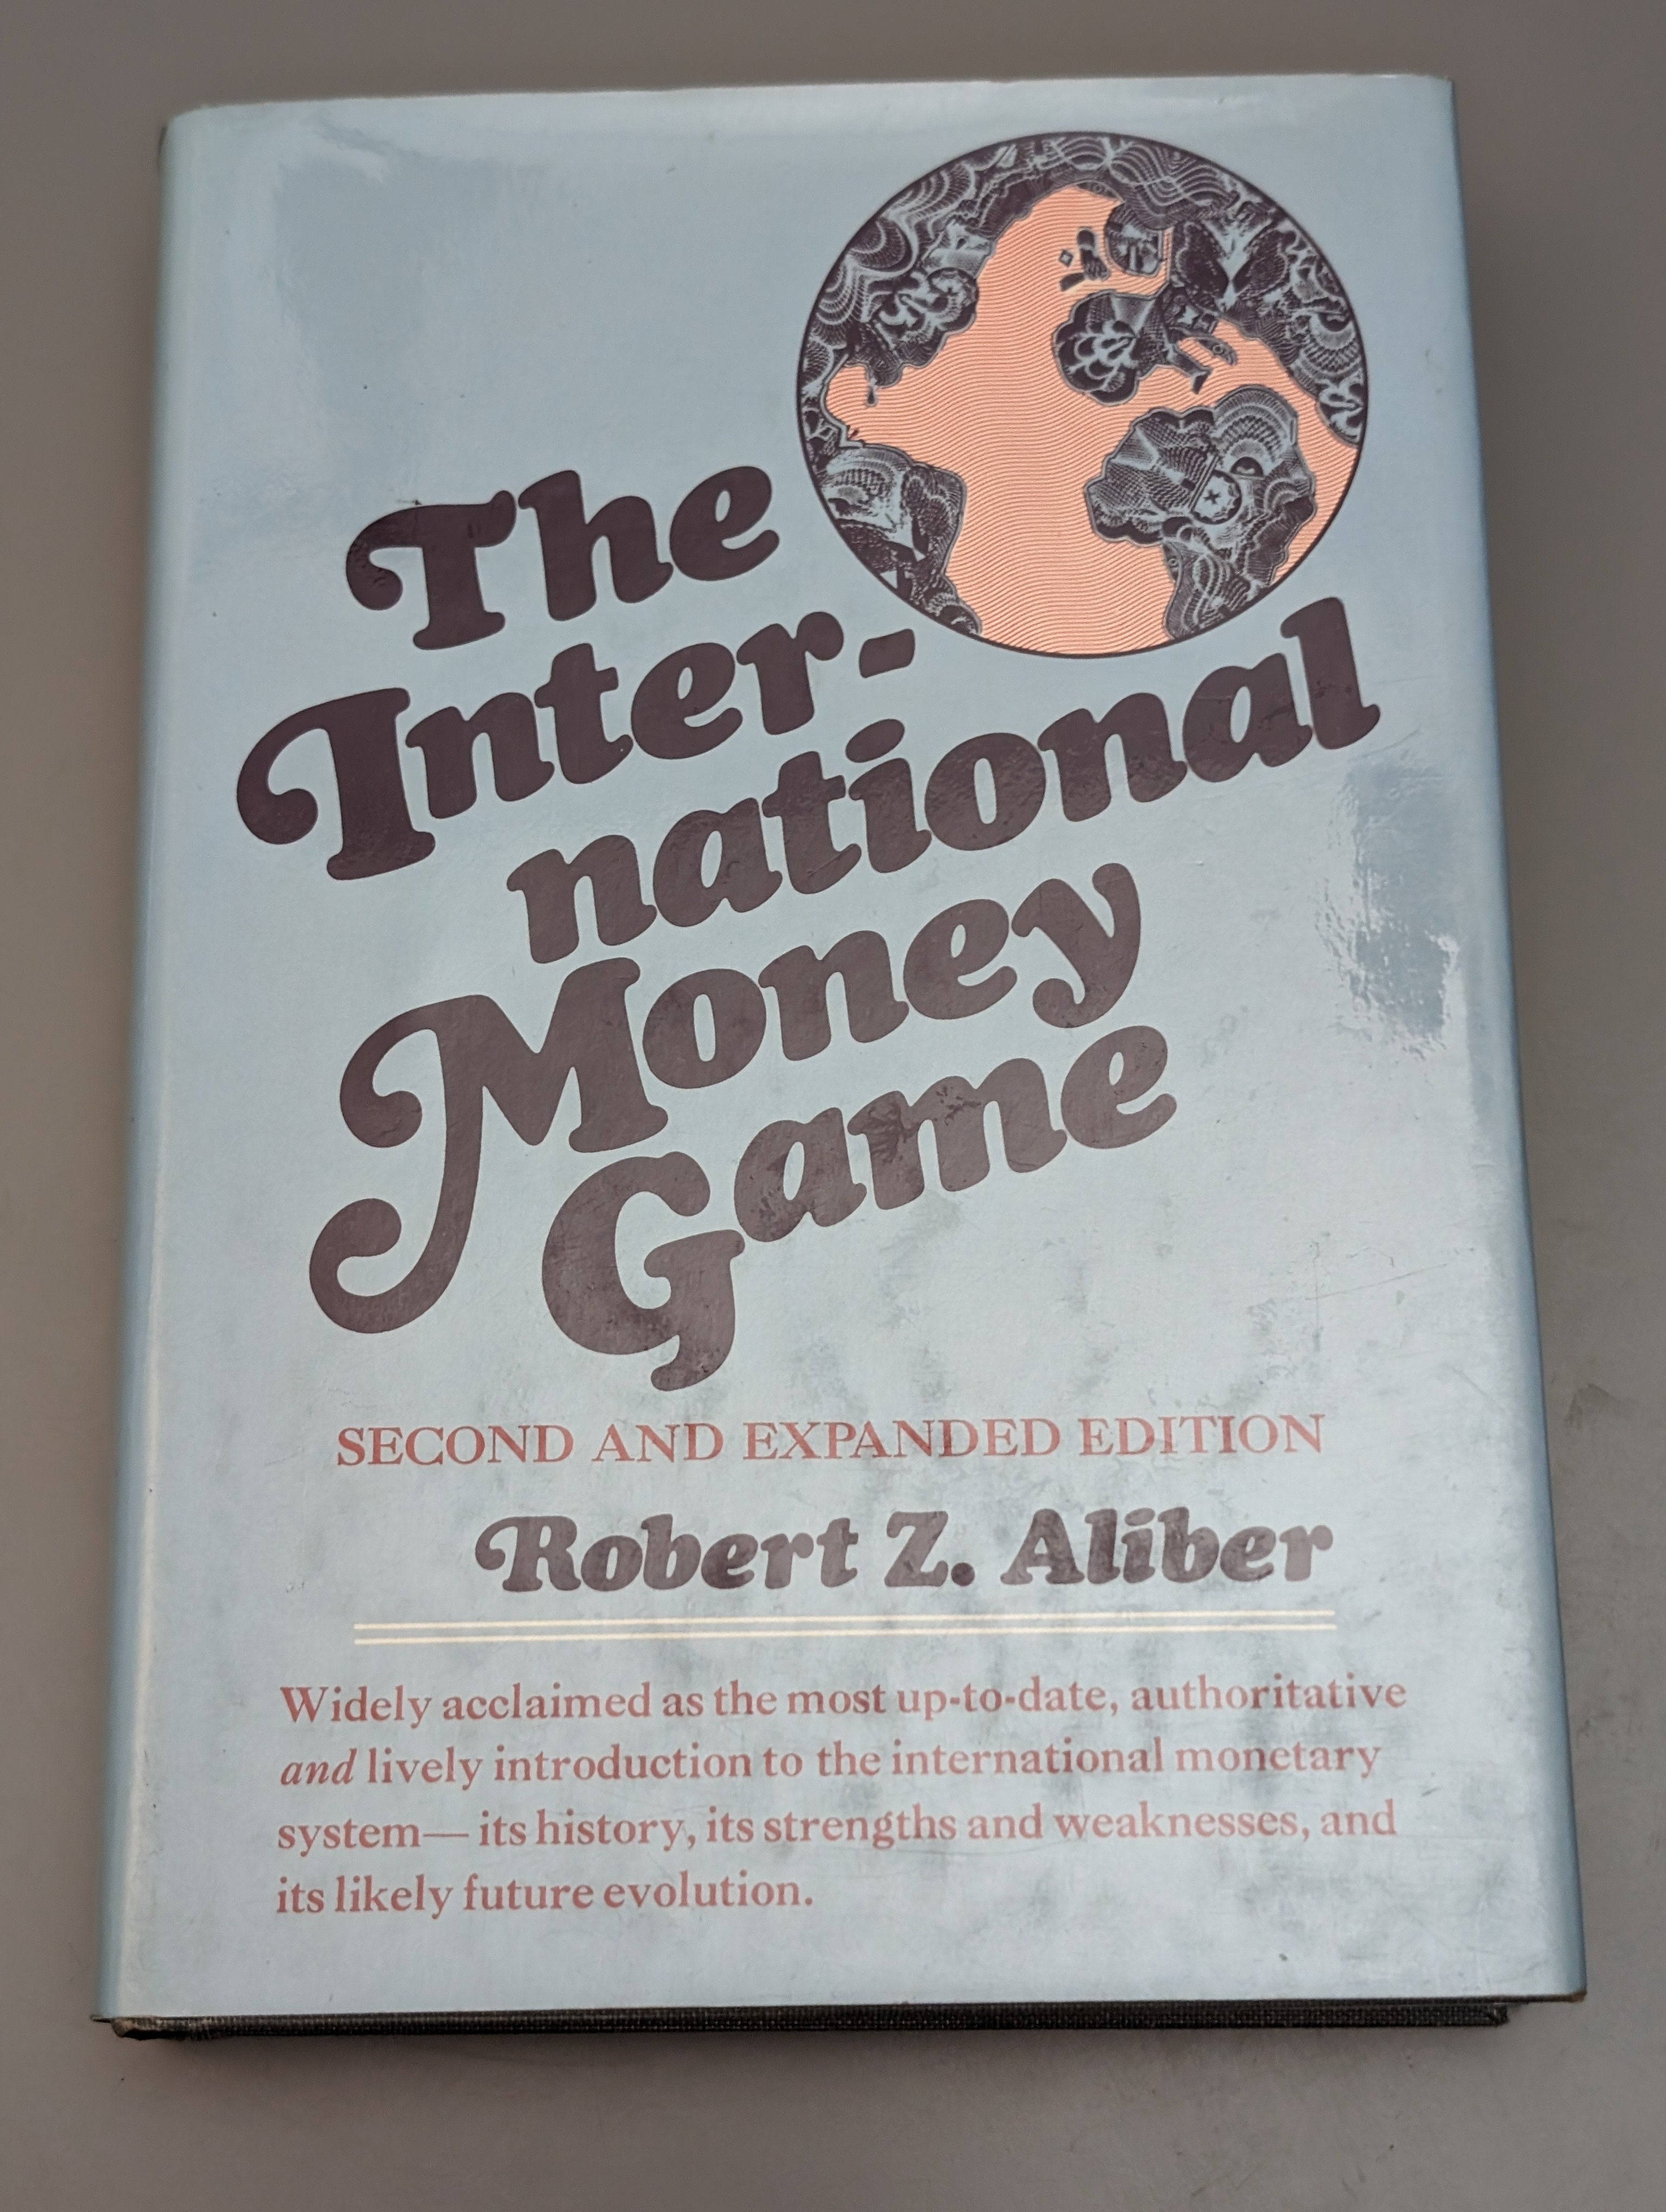 The
Inter-
national
Money
Game
SECOND AND EXPANDED EDITION
Robert Z. Aliber
Widely acclaimed as the most up-to-date, authoritative
and lively introduction to the international monetary
system— its history, its strengths and weaknesses, and
its likely future evolution.